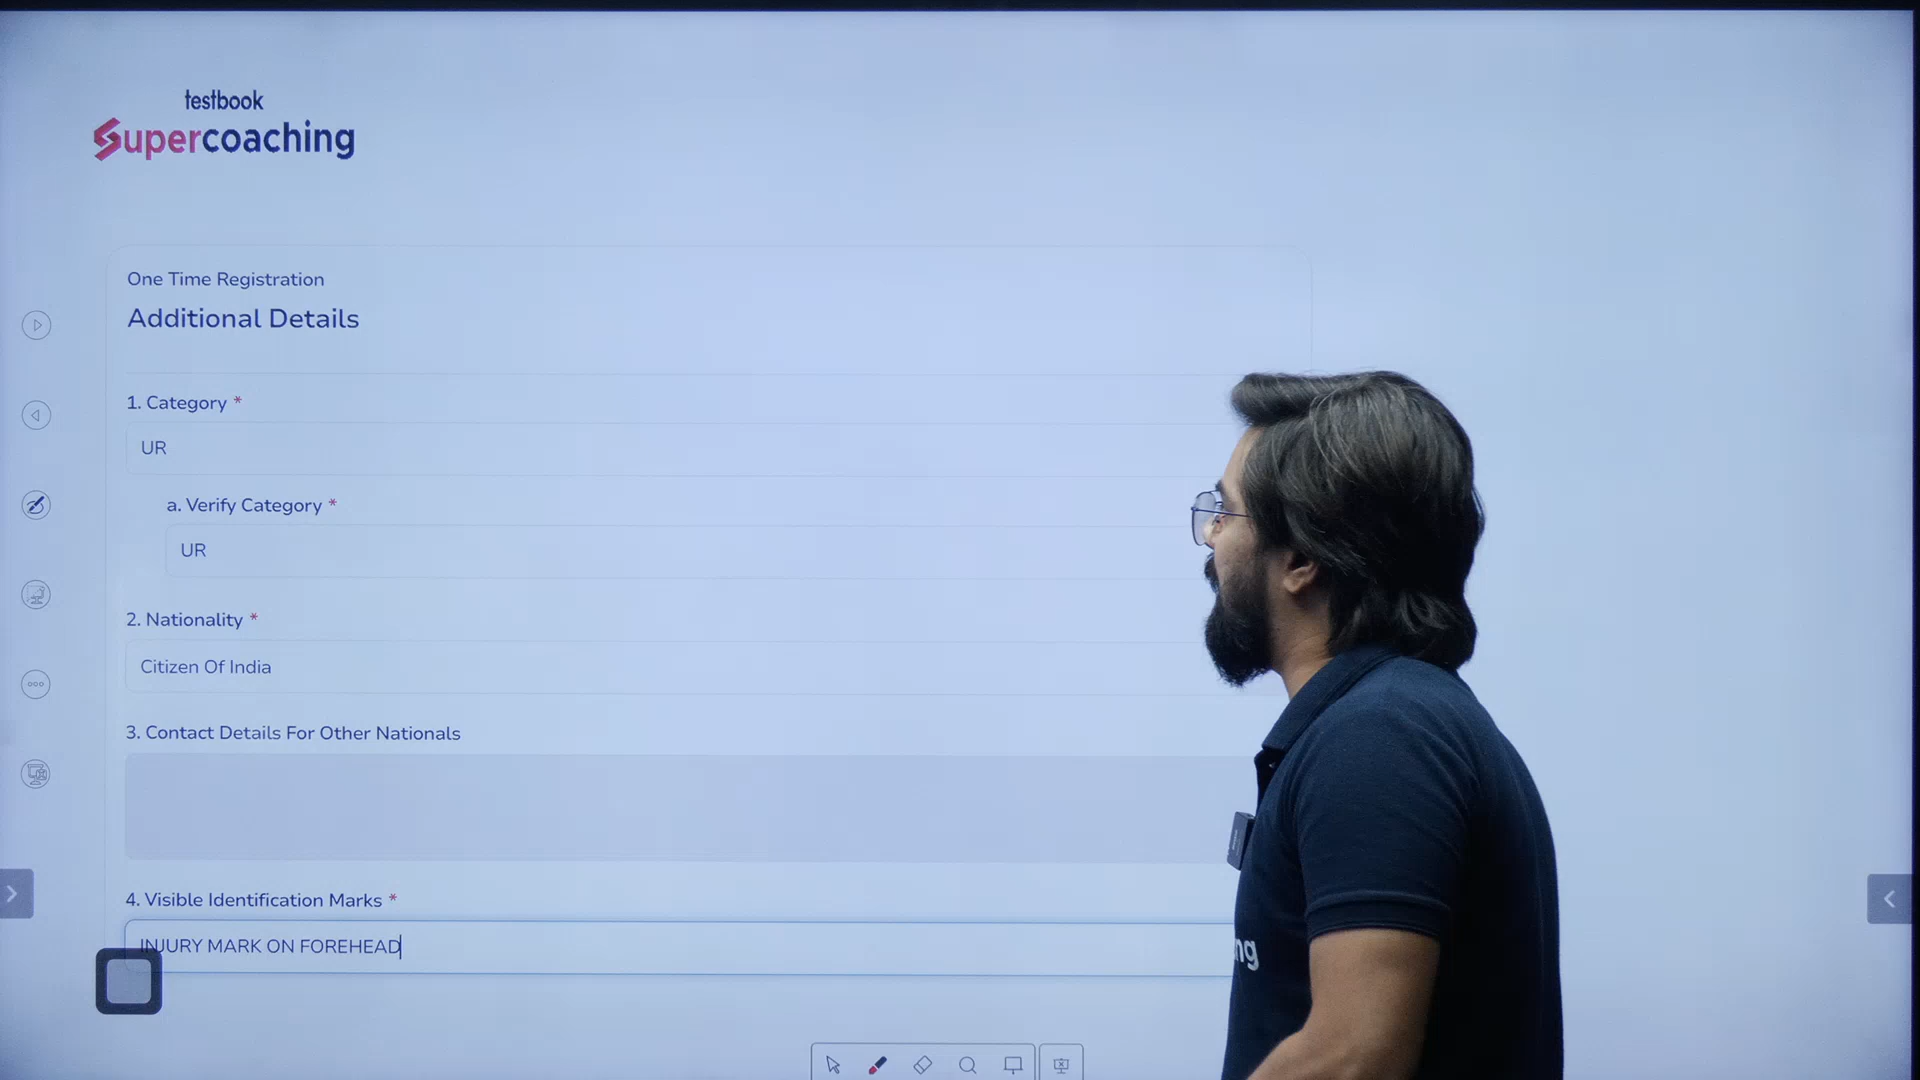 testbook
Supercoaching
One Time Registration
Additional Details
1. Category *
UR
a. Verify Category *
UR
2. Nationality *
Citizen Of India
3. Contact Details For Other Nationals
4. Visible Identification Marks *
INJURY MARK ON FOREHEAD
ng